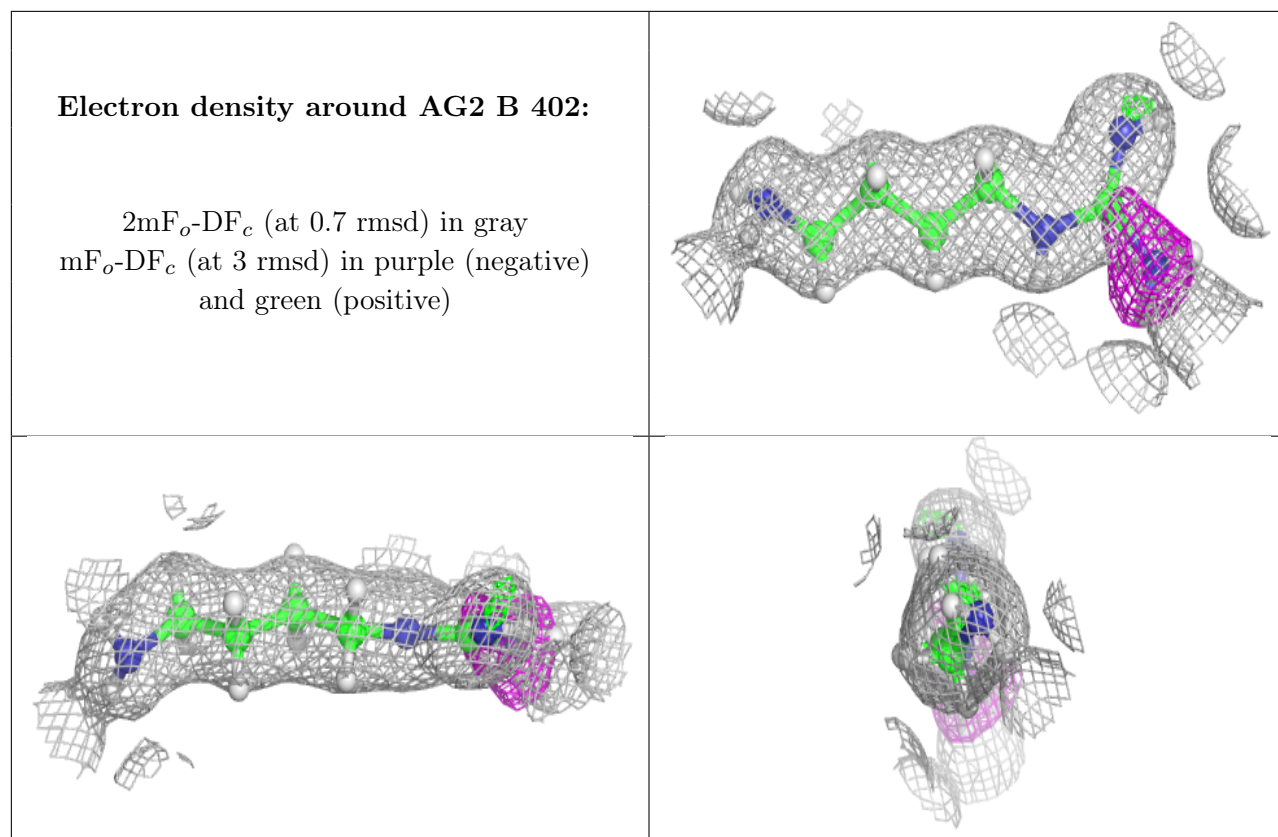 Electron density around AG2 B 402:
2mFₒ-DF𝒸 (at 0.7 rmsd) in gray
mFₒ-DF𝒸 (at 3 rmsd) in purple (negative)
and green (positive)